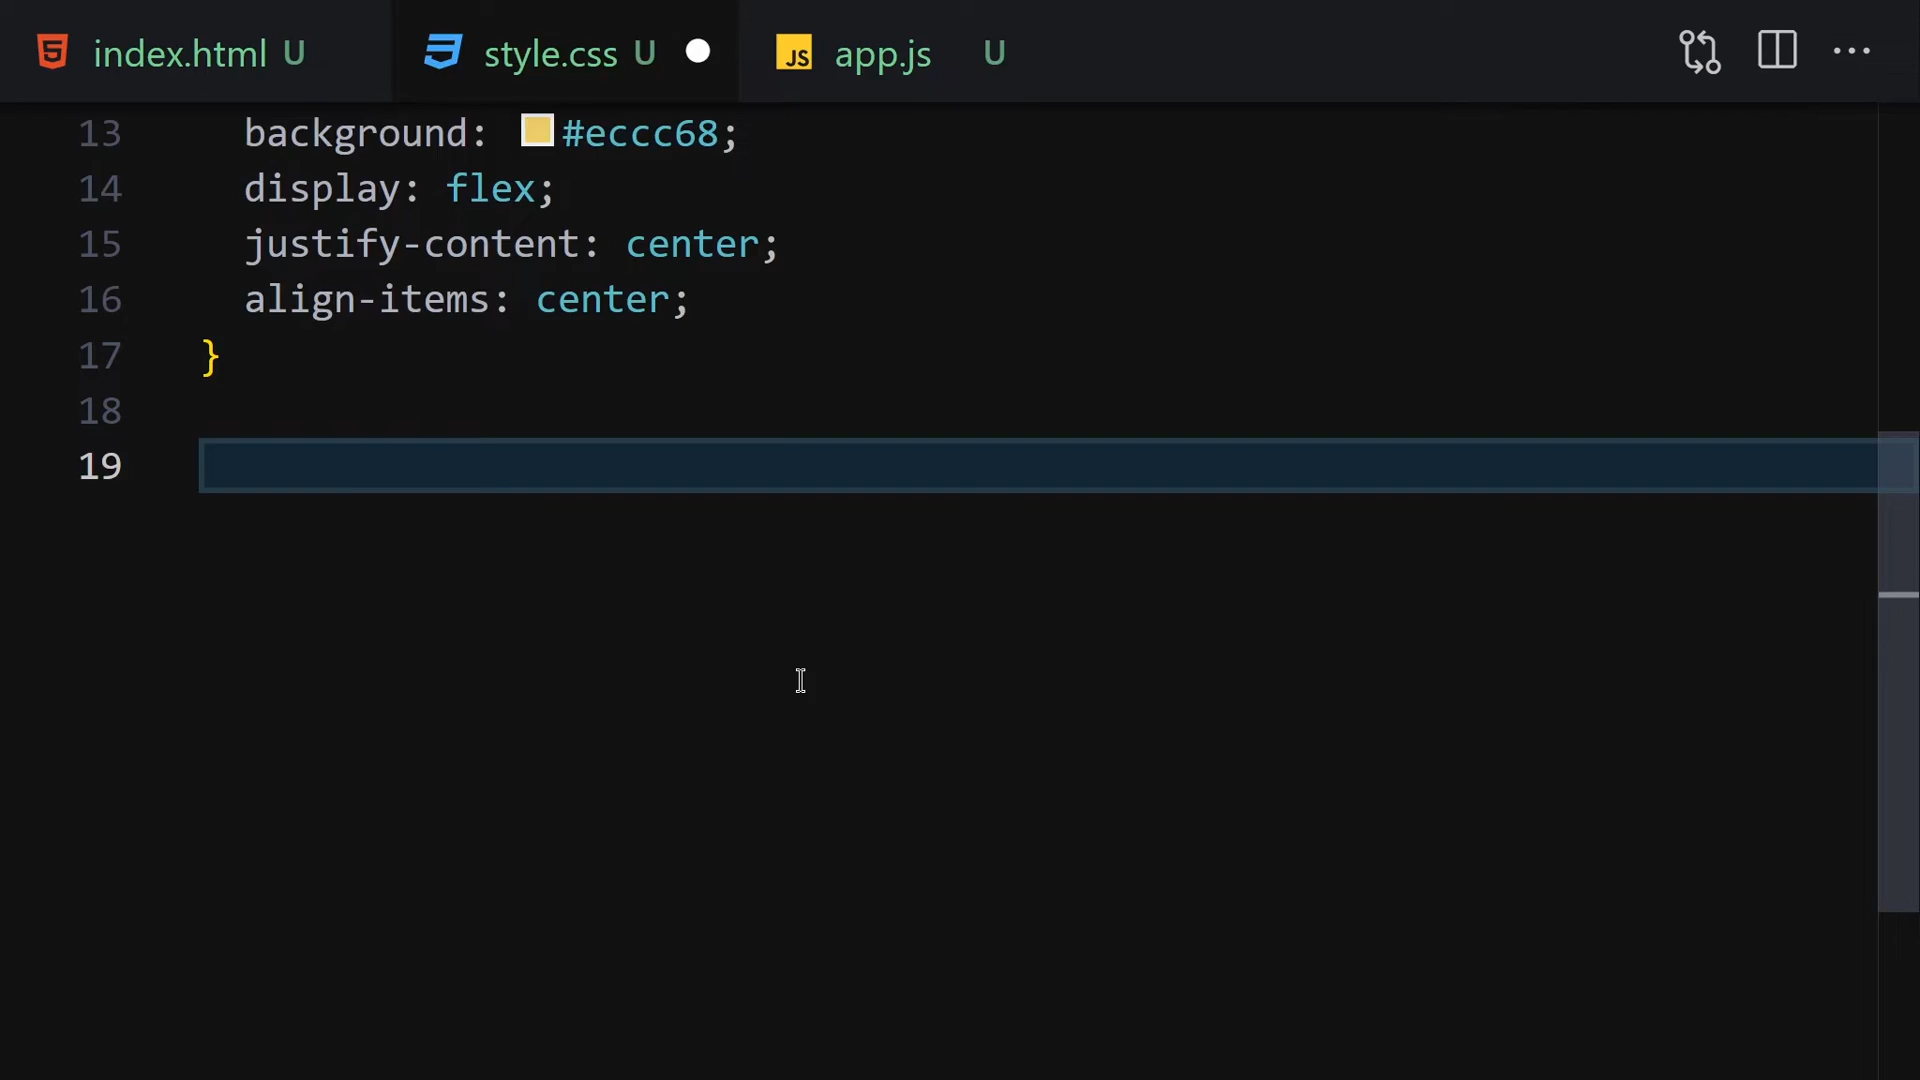 index.html U style.css U JS app.js U
13 background: #eccc68;
14 display: flex;
15 justify-content: center;
16 align-items: center;
17 }
18
19